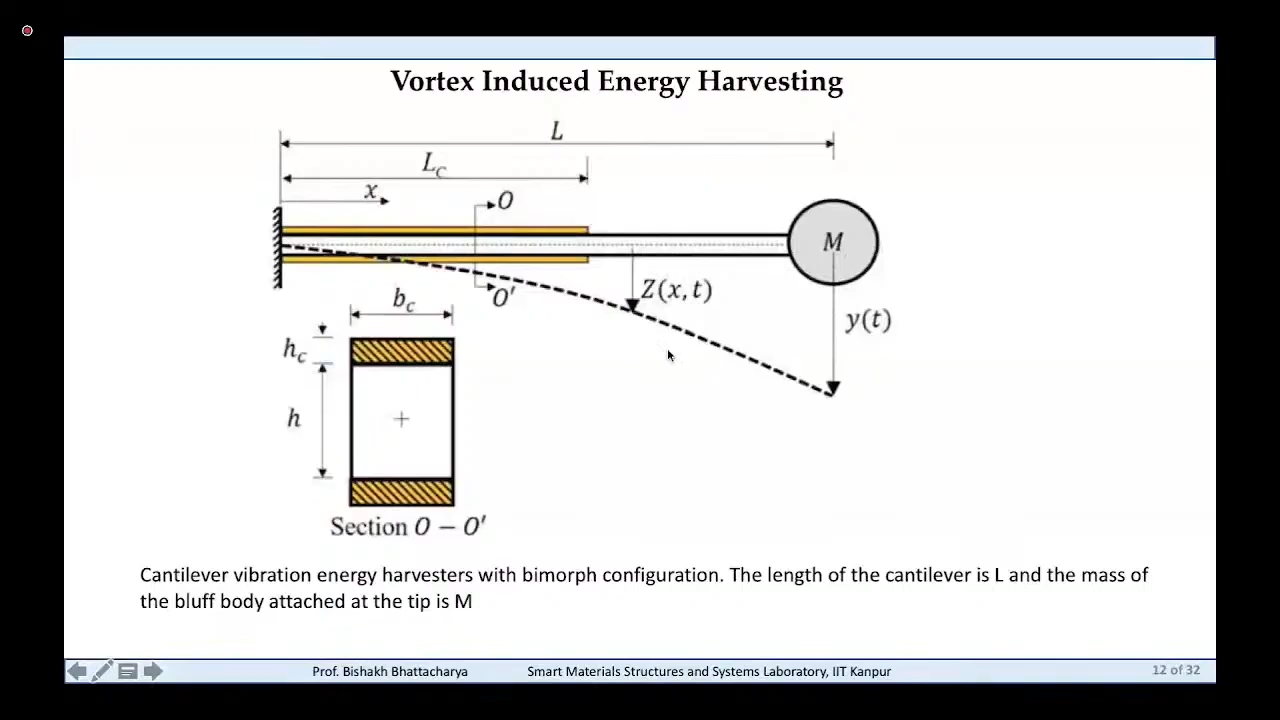 Vortex Induced Energy Harvesting
L
L_C
x
O
M
O′
Z(x, t)
y(t)
b_c
h_c
h
Section O − O′
Cantilever vibration energy harvesters with bimorph configuration. The length of the cantilever is L and the mass of
the bluff body attached at the tip is M
Prof. Bishakh Bhattacharya Smart Materials Structures and Systems Laboratory, IIT Kanpur 12 of 32